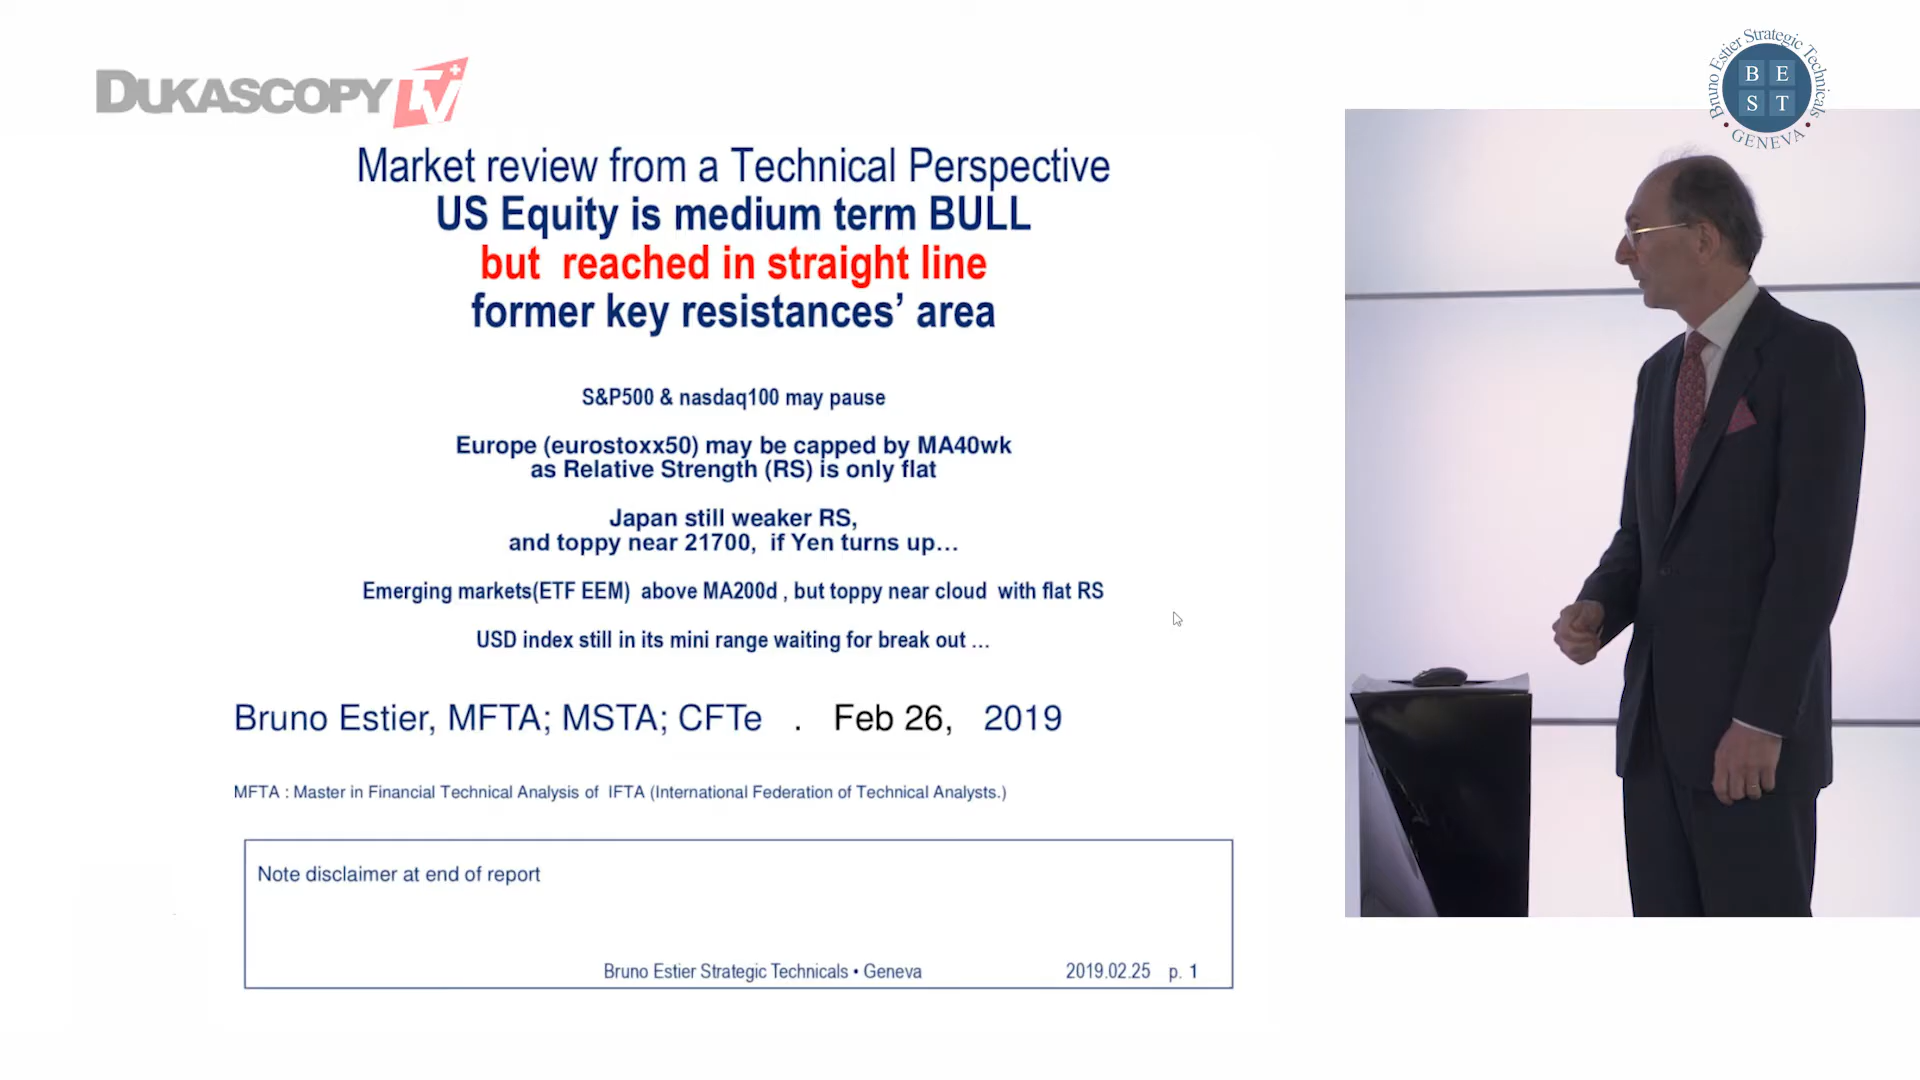 DUKASCOPY TV
Bruno Estier Strategic Technicals
B E
S T
• GENEVA •
Market review from a Technical Perspective
US Equity is medium term BULL
but reached in straight line
former key resistances’ area
S&P500 & nasdaq100 may pause
Europe (eurostoxx50) may be capped by MA40wk
as Relative Strength (RS) is only flat
Japan still weaker RS,
and toppy near 21700, if Yen turns up…
Emerging markets(ETF EEM) above MA200d , but toppy near cloud with flat RS
USD index still in its mini range waiting for break out …
Bruno Estier, MFTA; MSTA; CFTe . Feb 26, 2019
MFTA : Master in Financial Technical Analysis of IFTA (International Federation of Technical Analysts.)
Note disclaimer at end of report
Bruno Estier Strategic Technicals • Geneva 2019.02.25 p. 1